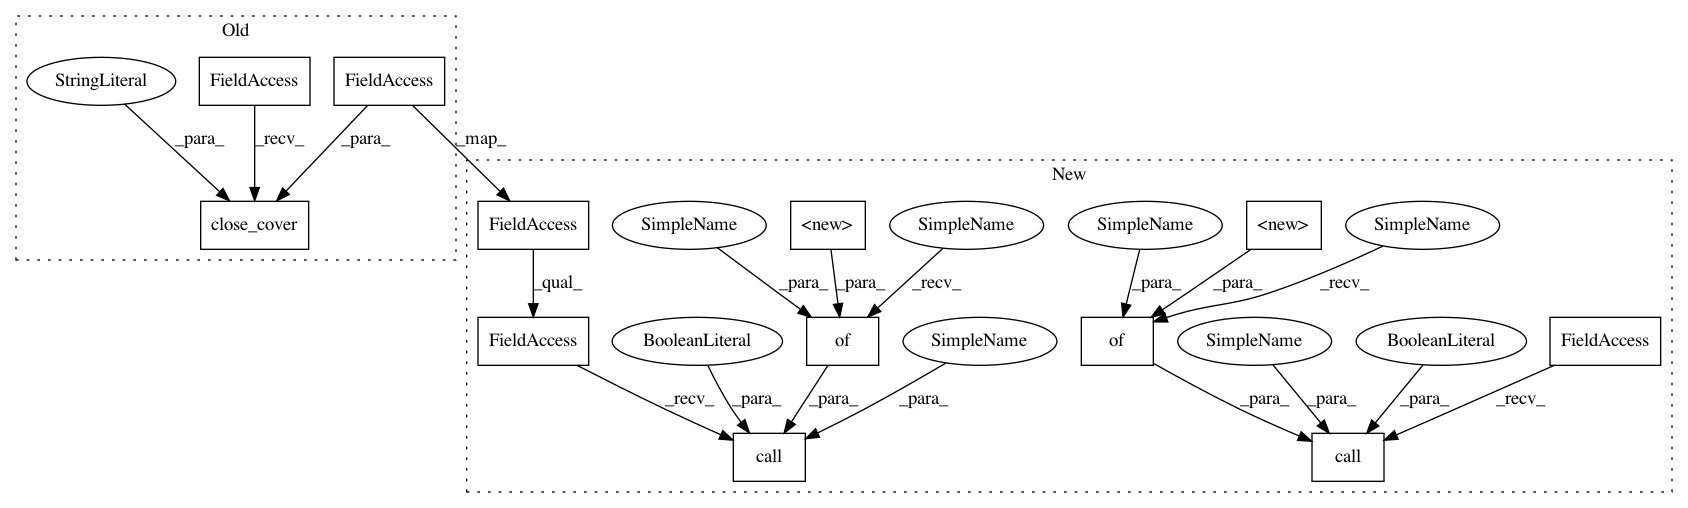 Old
StringLiteral
FieldAccess
FieldAccess
_para_
_recv_
_para_
_map_
close_cover
New
FieldAccess
SimpleName
<new>
SimpleName
SimpleName
<new>
SimpleName
_qual_
_para_
_para_
_recv_
_para_
_para_
_recv_
FieldAccess
BooleanLiteral
of
SimpleName
of
SimpleName
BooleanLiteral
FieldAccess
_recv_
_para_
_para_
_para_
_para_
_para_
_para_
_recv_
call
call